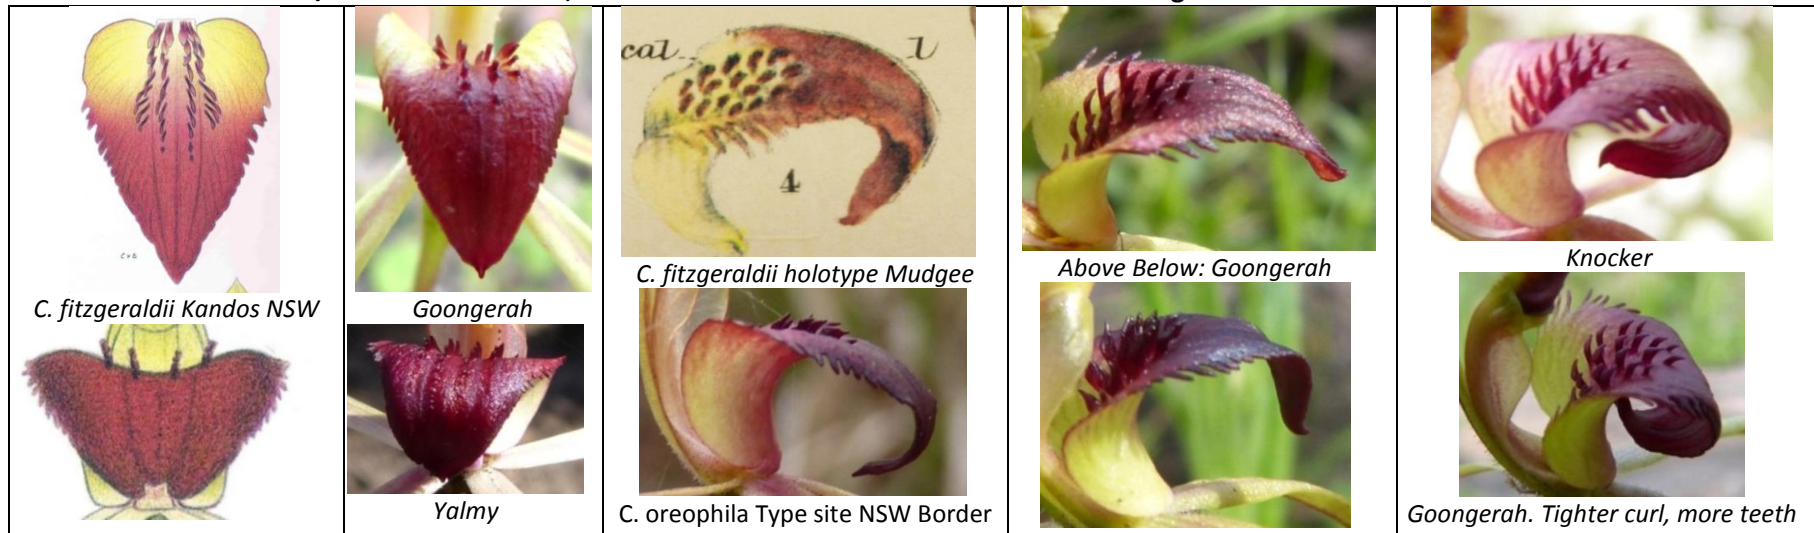 cal
l
4
C. fitzgeraldii Kandos NSW
Goongerah
Yalmy
C. fitzgeraldii holotype Mudgee
C. oreophila Type site NSW Border
Above Below: Goongerah
Knocker
Goongerah. Tighter curl, more teeth